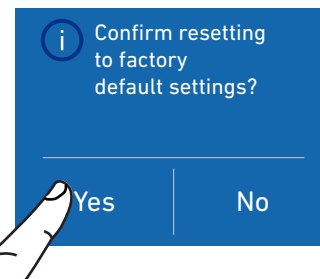 i
Confirm resetting
to factory
default settings?
Yes No